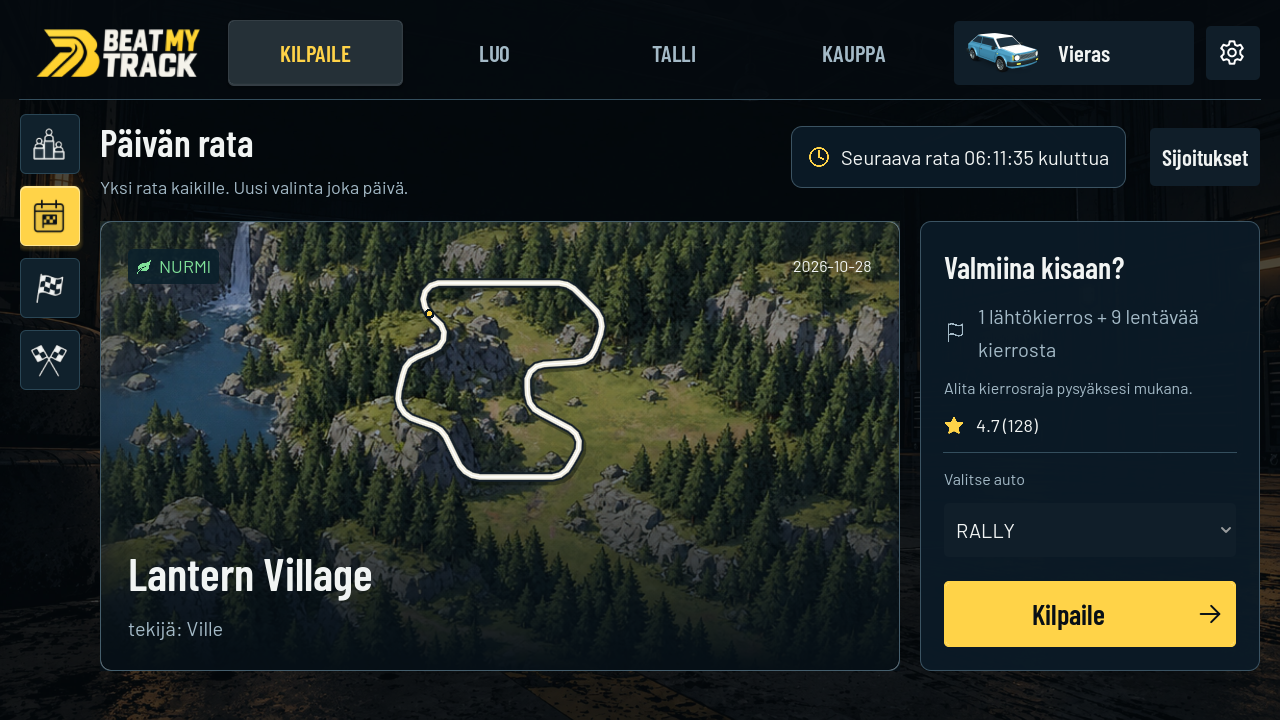 BEATMY
TRACK
KILPAILE
LUO
TALLI
KAUPPA
Vieras
Päivän rata
Yksi rata kaikille. Uusi valinta joka päivä.
Seuraava rata 06:11:35 kuluttua
Sijoitukset
NURMI
2026-10-28
Lantern Village
tekijä: Ville
Valmiina kisaan?
1 lähtökierros + 9 lentävää
kierrosta
Alita kierrosraja pysyäksesi mukana.
4.7 (128)
Valitse auto
RALLY
Kilpaile